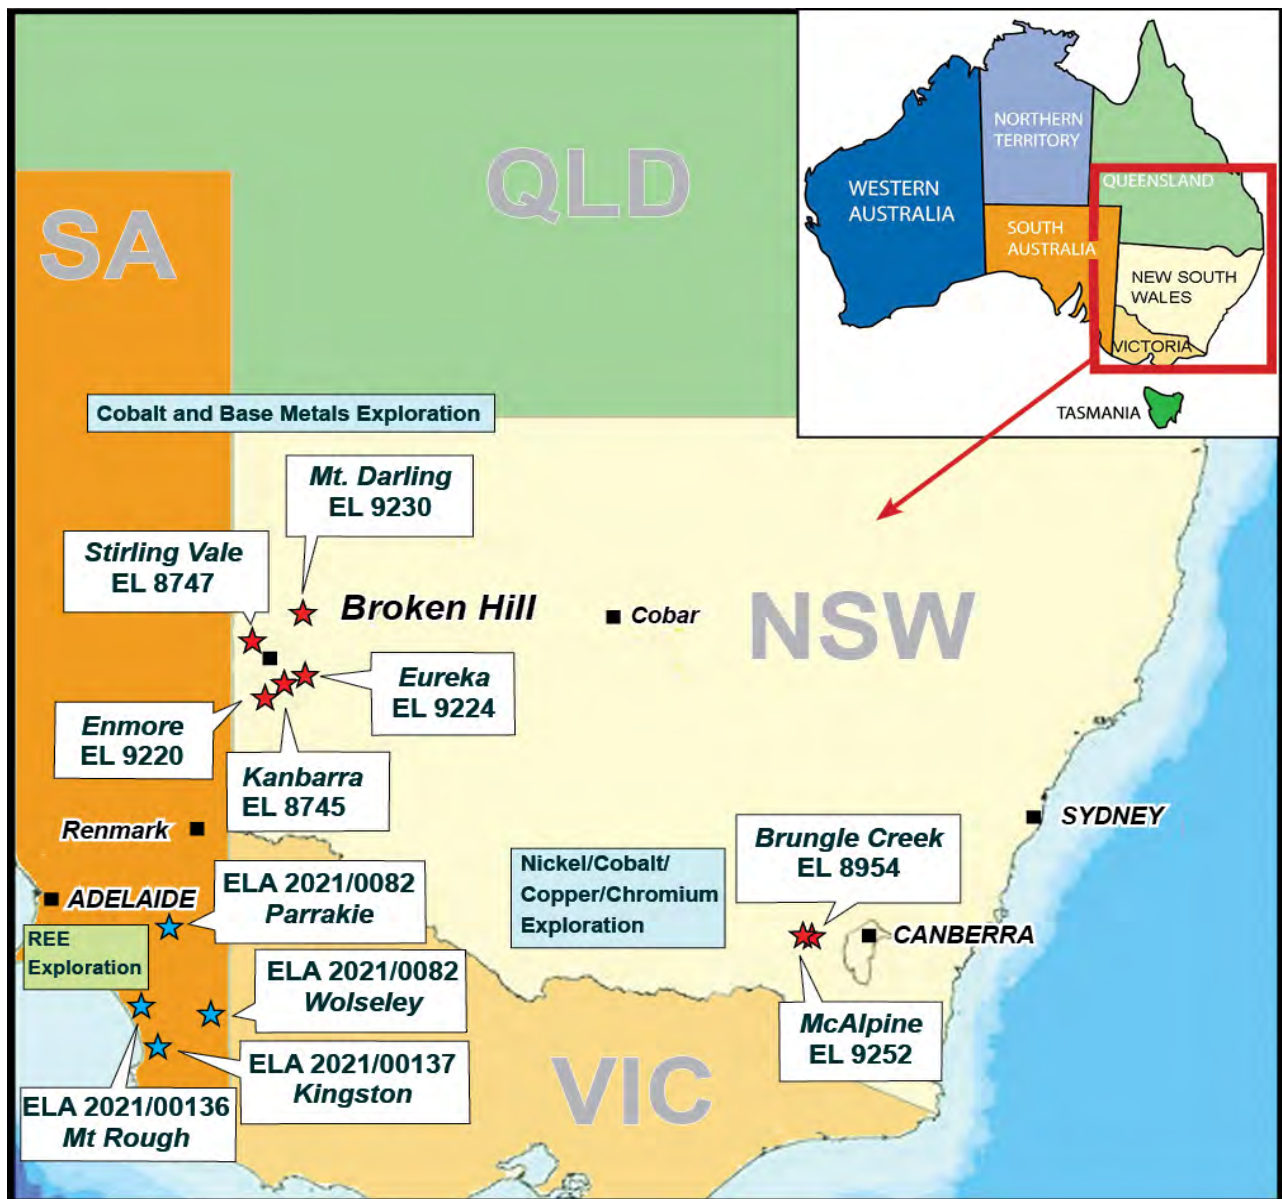 QLD
SA
NORTHERN
TERRITORY
WESTERN
AUSTRALIA
QUEENSLAND
SOUTH
AUSTRALIA
NEW SOUTH
WALES
VICTORIA
TASMANIA
Cobalt and Base Metals Exploration
Mt. Darling
EL 9230
Stirling Vale
EL 8747
Broken Hill
Cobar
NSW
Eureka
EL 9224
Enmore
EL 9220
Kanbarra
EL 8745
Renmark
SYDNEY
Brungle Creek
EL 8954
Nickel/Cobalt/
Copper/Chromium
Exploration
ELA 2021/0082
Parrakie
ADELAIDE
REE
Exploration
CANBERRA
ELA 2021/0082
Wolseley
McAlpine
EL 9252
ELA 2021/00137
Kingston
VIC
ELA 2021/00136
Mt Rough